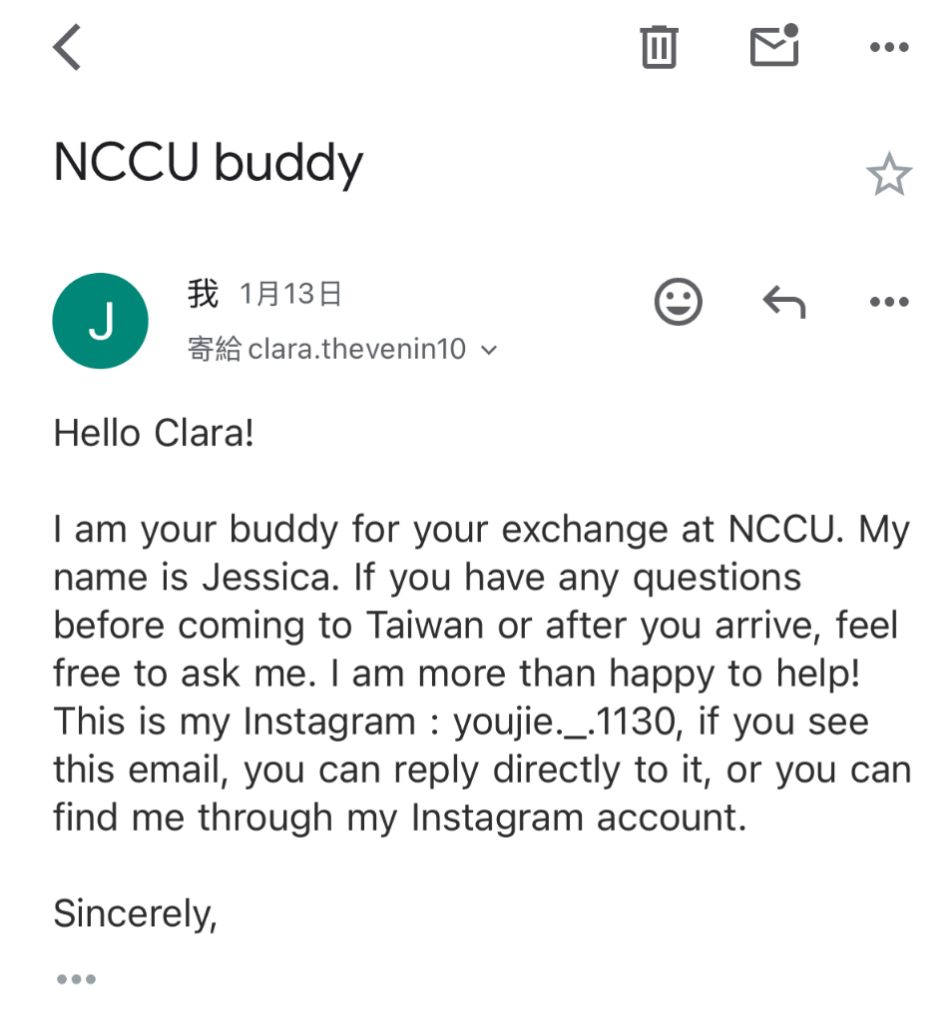 NCCU buddy
J
我 1月13日
寄給 clara.thevenin10
Hello Clara!
I am your buddy for your exchange at NCCU. My
name is Jessica. If you have any questions
before coming to Taiwan or after you arrive, feel
free to ask me. I am more than happy to help!
This is my Instagram : youjie._.1130, if you see
this email, you can reply directly to it, or you can
find me through my Instagram account.
Sincerely,